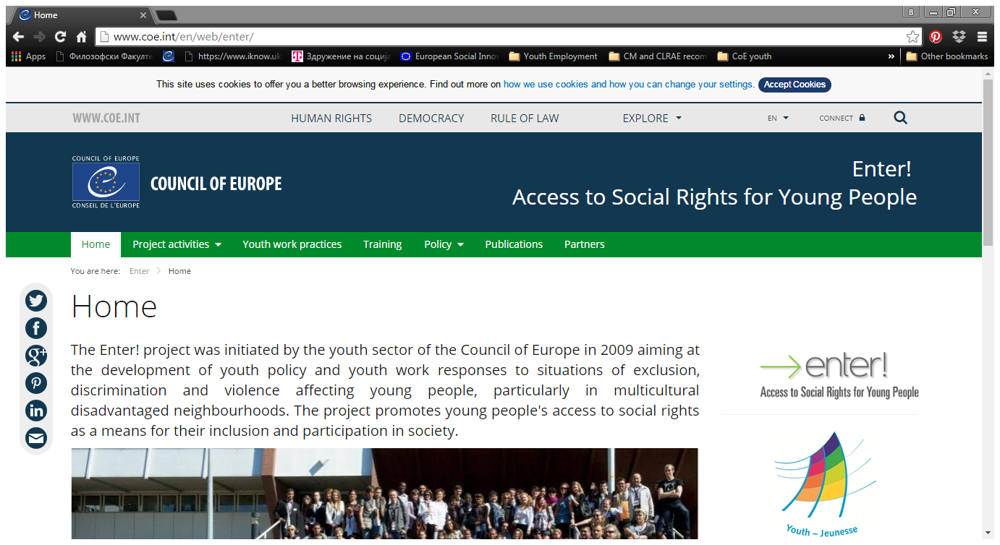 Home
B
www.coe.int/en/web/enter/
Apps Филозофски Факулте https://www.iknow.uk Здружение на соција European Social Innov Youth Employment CM and CLRAE recom CoE youth » Other bookmarks
This site uses cookies to offer you a better browsing experience. Find out more on how we use cookies and how you can change your settings. Accept Cookies
WWW.COE.INT HUMAN RIGHTS DEMOCRACY RULE OF LAW EXPLORE EN CONNECT
COUNCIL OF EUROPE
COUNCIL OF EUROPE
CONSEIL DE L'EUROPE
Enter!
Access to Social Rights for Young People
Home Project activities Youth work practices Training Policy Publications Partners
You are here: Enter Home
Home
The Enter! project was initiated by the youth sector of the Council of Europe in 2009 aiming at
the development of youth policy and youth work responses to situations of exclusion,
discrimination and violence affecting young people, particularly in multicultural
disadvantaged neighbourhoods. The project promotes young people's access to social rights
as a means for their inclusion and participation in society.
enter!
Access to Social Rights for Young People
Youth – Jeunesse